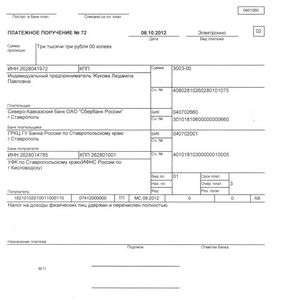 0401060
Поступ. в банк плат.
Списано со сч. плат.
ПЛАТЕЖНОЕ ПОРУЧЕНИЕ № 72
08.10.2012
Электронно
02
Дата
Вид платежа
Сумма прописью
Три тысячи три рубля 00 копеек
ИНН 2628041972
КПП
Сумма
3003-00
Индивидуальный предприниматель Жукова Людмила Павловна
Сч. №
40802810260280101075
Плательщик
Северо-Кавказский банк ОАО "Сбербанк России"
г Ставрополь
БИК
040702660
Сч. №
Банк плательщика
ГРКЦ ГУ Банка России по Ставропольскому краю
г Ставрополь
БИК
040702001
Сч. №
Банк получателя
ИНН 2628014785
КПП 262801001
Сч. №
40101810300000010005
УФК по Ставропольскому краю(ИФНС России по
г Кисловодску)
Вид оп.
01
Срок плат.
Наз. пл.
Очер. плат.
3
Получатель
Код
Рез. поле
18210102010011000110
07412000000
ТП
МС.09.2012
0
0
АВ
Налог на доходы физических лиц удержан и перечислен полностью.
Назначение платежа
Подписи
Отметки банка
М.П.